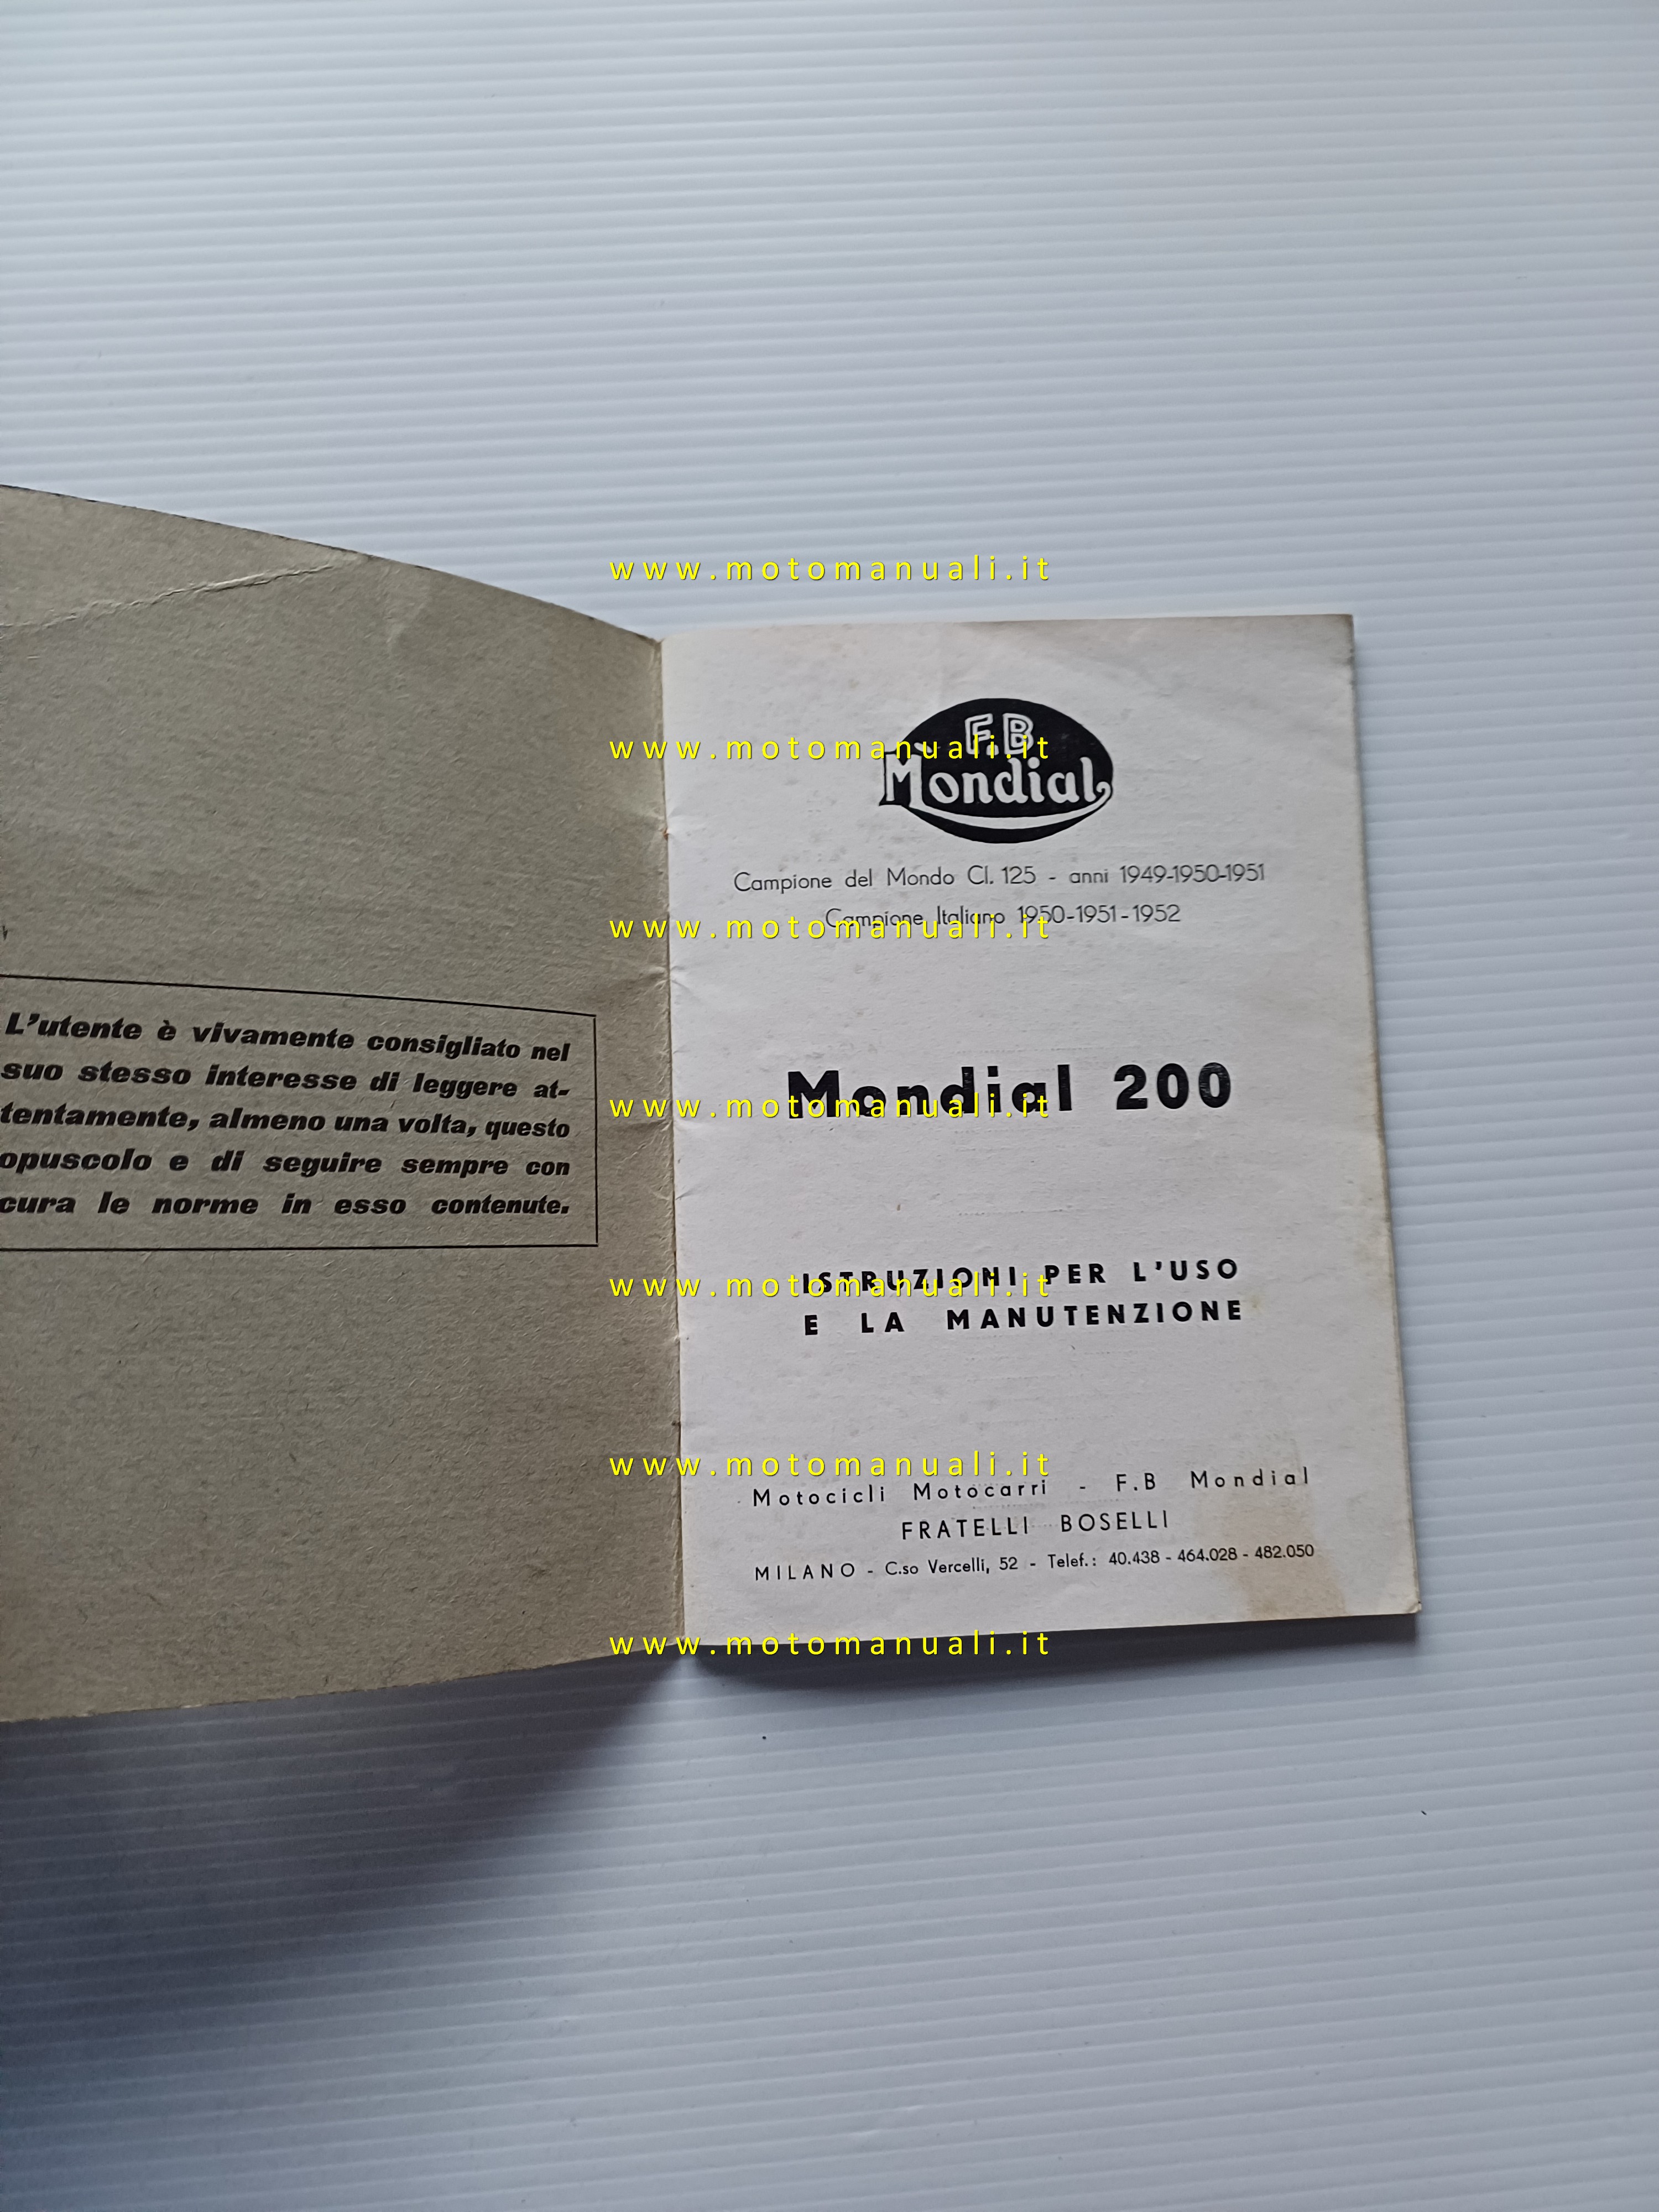 L'utente è vivamente consigliato nel
suo stesso interesse di leggere at-
tentamente, almeno una volta, questo
opuscolo e di seguire sempre con
cura le norme in esso contenute.
F.B
Mondial
Campione del Mondo Cl. 125 - anni 1949-1950-1951
Campione Italiano 1950-1951-1952
Mondial 200
ISTRUZIONI PER L'USO
E LA MANUTENZIONE
Motocicli Motocarri - F.B Mondial
FRATELLI BOSELLI
MILANO - C.so Vercelli, 52 - Telef.: 40.438 - 464.028 - 482.050
www.motomanuali.it
www.motomanuali.it
www.motomanuali.it
www.motomanuali.it
www.motomanuali.it
www.motomanuali.it
www.motomanuali.it